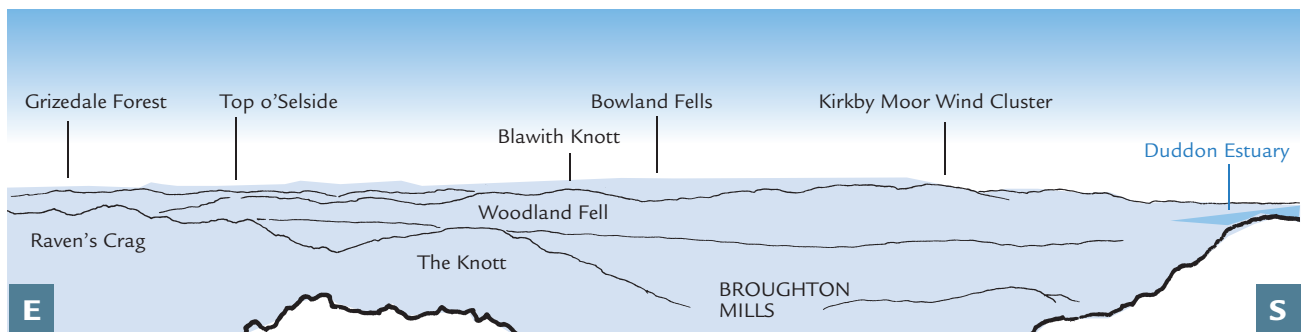 Grizedale Forest
Top o'Selside
Bowland Fells
Kirkby Moor Wind Cluster
Blawith Knott
Duddon Estuary
Woodland Fell
Raven's Crag
The Knott
BROUGHTON
MILLS
E
S